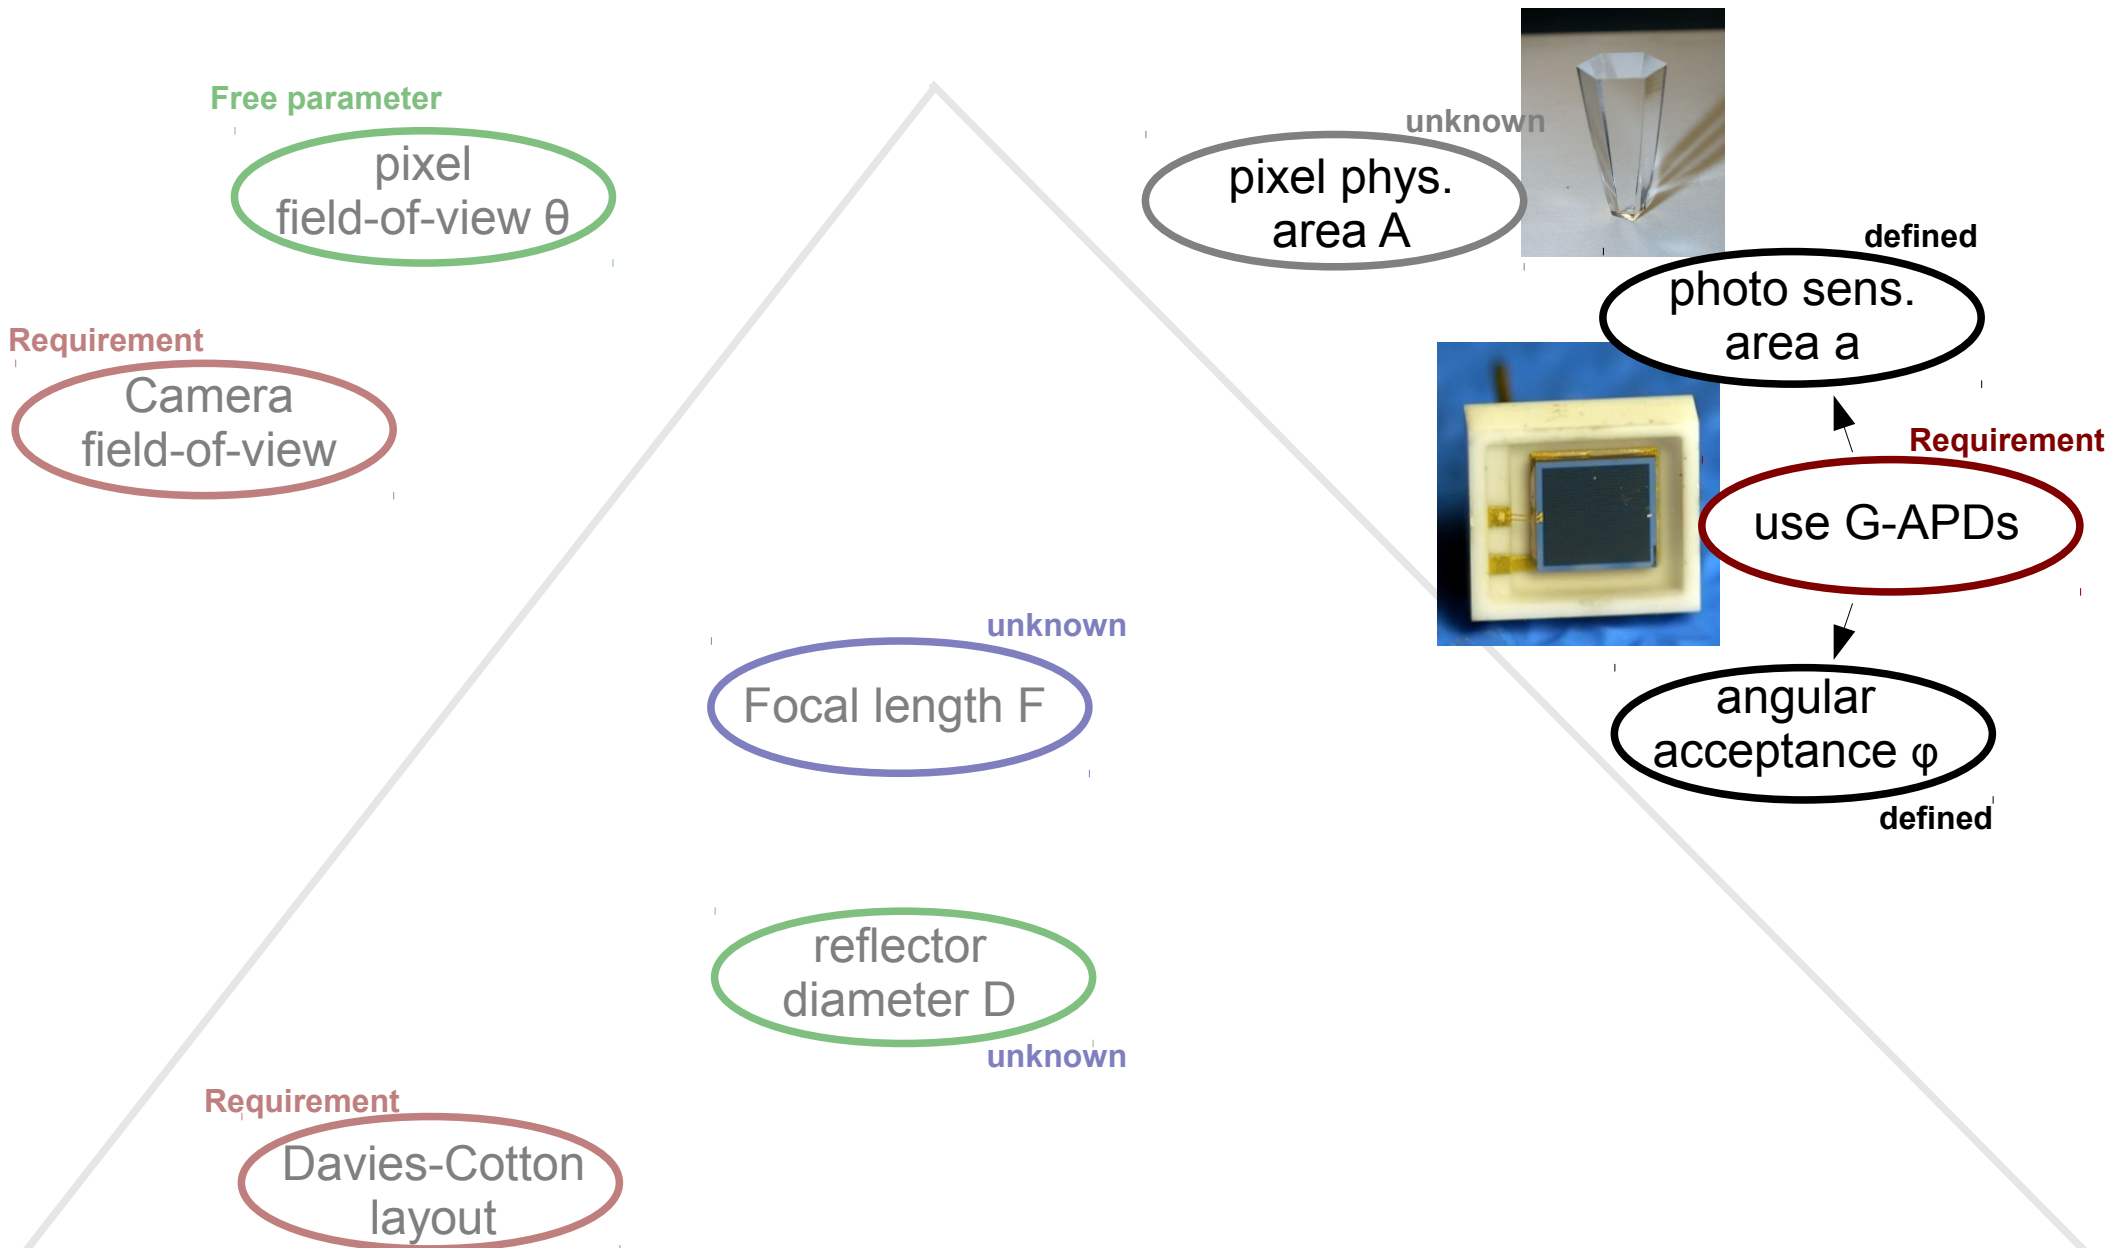 Free parameter
pixel
field-of-view θ
Requirement
Camera
field-of-view
unknown
pixel phys.
area A
defined
photo sens.
area a
Requirement
use G-APDs
angular
acceptance φ
defined
unknown
Focal length F
reflector
diameter D
unknown
Requirement
Davies-Cotton
layout